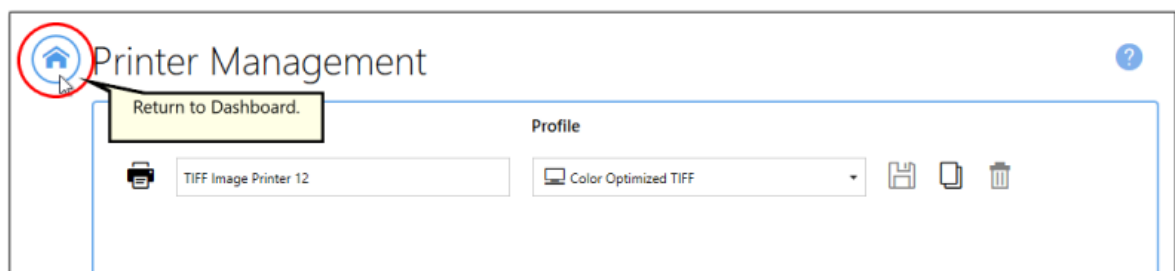 Printer Management
?
Return to Dashboard.
Profile
TIFF Image Printer 12
Color Optimized TIFF